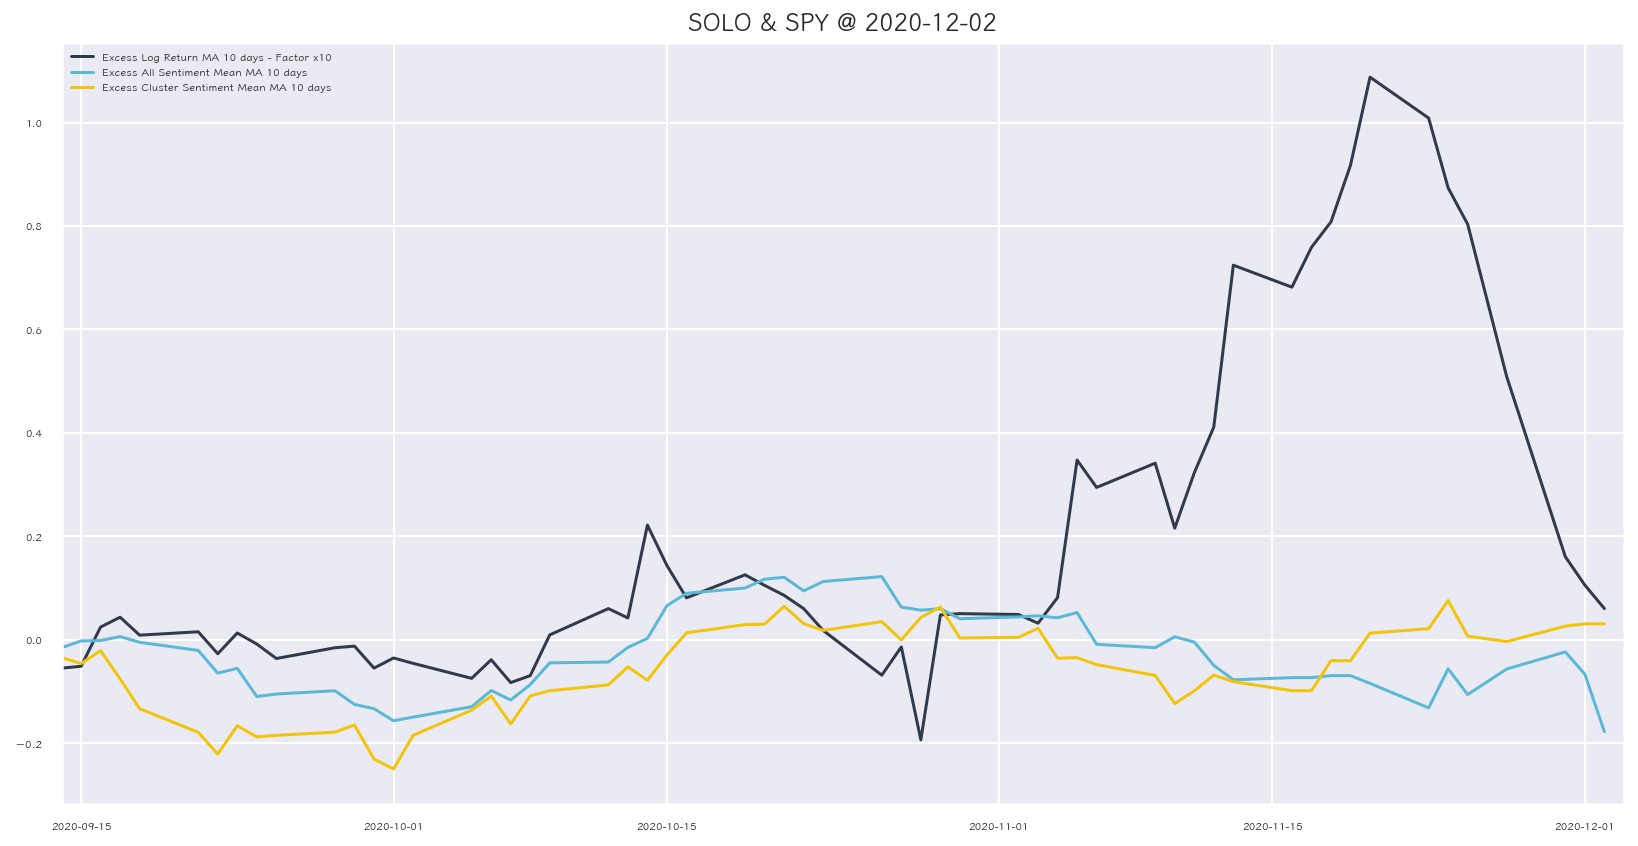 SOLO & SPY @ 2020-12-02
Excess Log Return MA 10 days - Factor x10
Excess All Sentiment Mean MA 10 days
Excess Cluster Sentiment Mean MA 10 days
1.0
0.8
0.6
0.4
0.2
0.0
−0.2
2020-09-15 2020-10-01 2020-10-15 2020-11-01 2020-11-15 2020-12-01